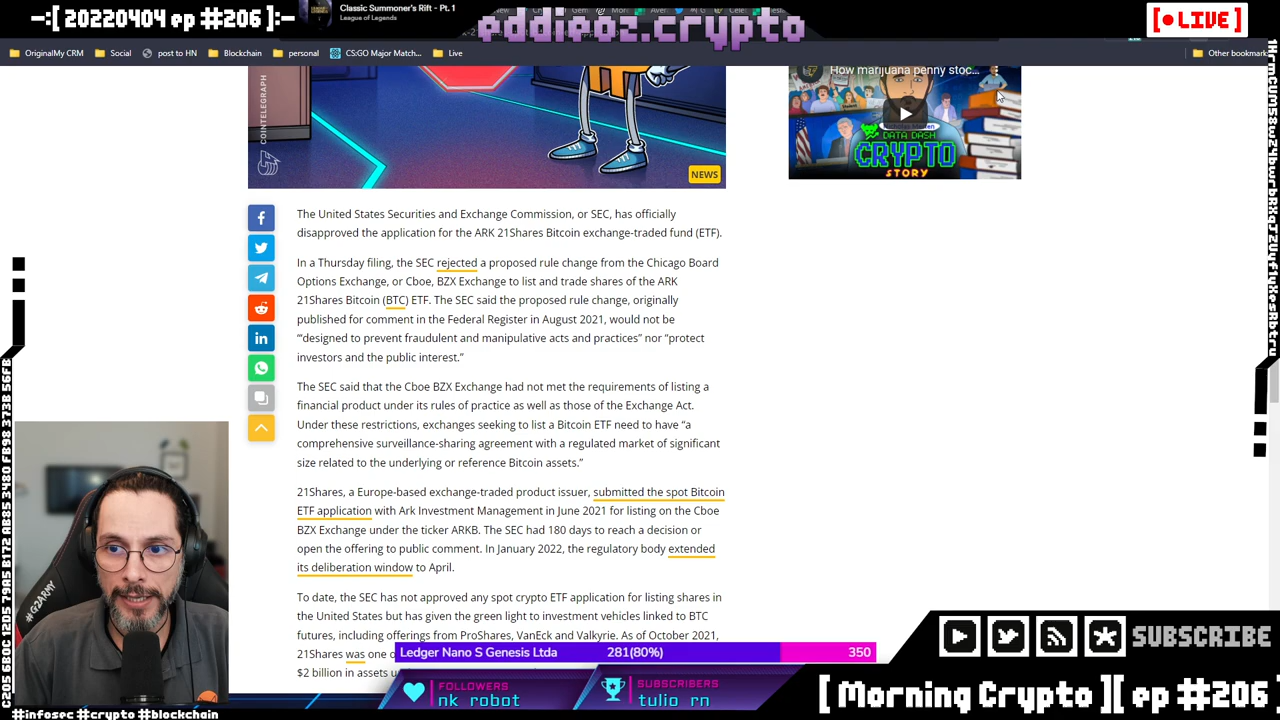 -:[ 20220404 ep #206 ]:-
Classic Summoner's Rift - Pt. 1
League of Legends
eddieoz.crypto
[● LIVE]
OriginalMy CRM
Social
post to HN
Blockchain
personal
CS:GO Major Match...
Live
Other bookmark
COINTELEGRAPH
NEWS
How marijuana penny stoc...
DATA DASH
CRYPTO
STORY
The United States Securities and Exchange Commission, or SEC, has officially
disapproved the application for the ARK 21Shares Bitcoin exchange-traded fund (ETF).
In a Thursday filing, the SEC rejected a proposed rule change from the Chicago Board
Options Exchange, or Cboe, BZX Exchange to list and trade shares of the ARK
21Shares Bitcoin (BTC) ETF. The SEC said the proposed rule change, originally
published for comment in the Federal Register in August 2021, would not be
“‘designed to prevent fraudulent and manipulative acts and practices” nor “protect
investors and the public interest.”
The SEC said that the Cboe BZX Exchange had not met the requirements of listing a
financial product under its rules of practice as well as those of the Exchange Act.
Under these restrictions, exchanges seeking to list a Bitcoin ETF need to have “a
comprehensive surveillance-sharing agreement with a regulated market of significant
size related to the underlying or reference Bitcoin assets.”
21Shares, a Europe-based exchange-traded product issuer, submitted the spot Bitcoin
ETF application with Ark Investment Management in June 2021 for listing on the Cboe
BZX Exchange under the ticker ARKB. The SEC had 180 days to reach a decision or
open the offering to public comment. In January 2022, the regulatory body extended
its deliberation window to April.
To date, the SEC has not approved any spot crypto ETF application for listing shares in
the United States but has given the green light to investment vehicles linked to BTC
futures, including offerings from ProShares, VanEck and Valkyrie. As of October 2021,
21Shares was one o
$2 billion in assets u
Ledger Nano S Genesis Ltda 281(80%) 350
FOLLOWERS
nk robot
SUBSCRIBERS
tulio rn
SUBSCRIBE
[ Morning Crypto ][ ep #206 ]
#G2ARMY
#infosec #crypto #blockchain